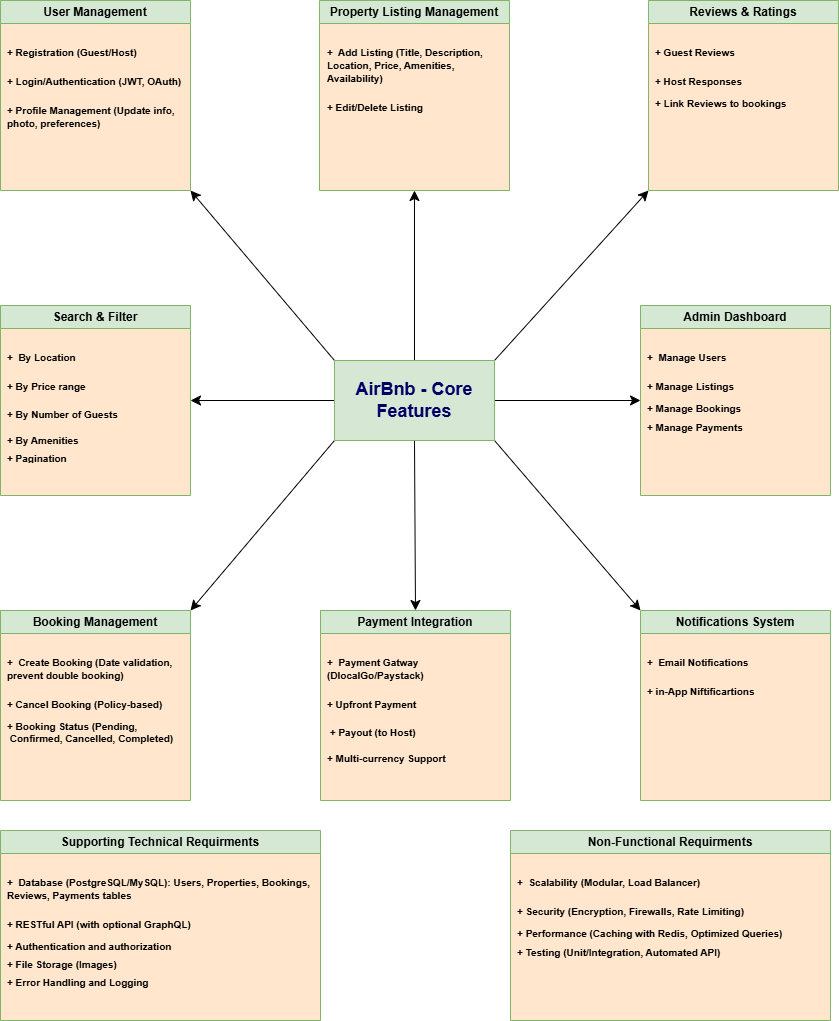 User Management
+ Registration (Guest/Host)
+ Login/Authentication (JWT, OAuth)
+ Profile Management (Update info,
photo, preferences)
Property Listing Management
+ Add Listing (Title, Description,
Location, Price, Amenities,
Availability)
+ Edit/Delete Listing
Reviews & Ratings
+ Guest Reviews
+ Host Responses
+ Link Reviews to bookings
Search & Filter
+ By Location
+ By Price range
+ By Number of Guests
+ By Amenities
+ Pagination
AirBnb - Core
Features
Admin Dashboard
+ Manage Users
+ Manage Listings
+ Manage Bookings
+ Manage Payments
Booking Management
+ Create Booking (Date validation,
prevent double booking)
+ Cancel Booking (Policy-based)
+ Booking Status (Pending,
Confirmed, Cancelled, Completed)
Payment Integration
+ Payment Gatway
(DlocalGo/Paystack)
+ Upfront Payment
+ Payout (to Host)
+ Multi-currency Support
Notifications System
+ Email Notifications
+ in-App Niftificartions
Supporting Technical Requirments
+ Database (PostgreSQL/MySQL): Users, Properties, Bookings,
Reviews, Payments tables
+ RESTful API (with optional GraphQL)
+ Authentication and authorization
+ File Storage (Images)
+ Error Handling and Logging
Non-Functional Requirments
+ Scalability (Modular, Load Balancer)
+ Security (Encryption, Firewalls, Rate Limiting)
+ Performance (Caching with Redis, Optimized Queries)
+ Testing (Unit/Integration, Automated API)